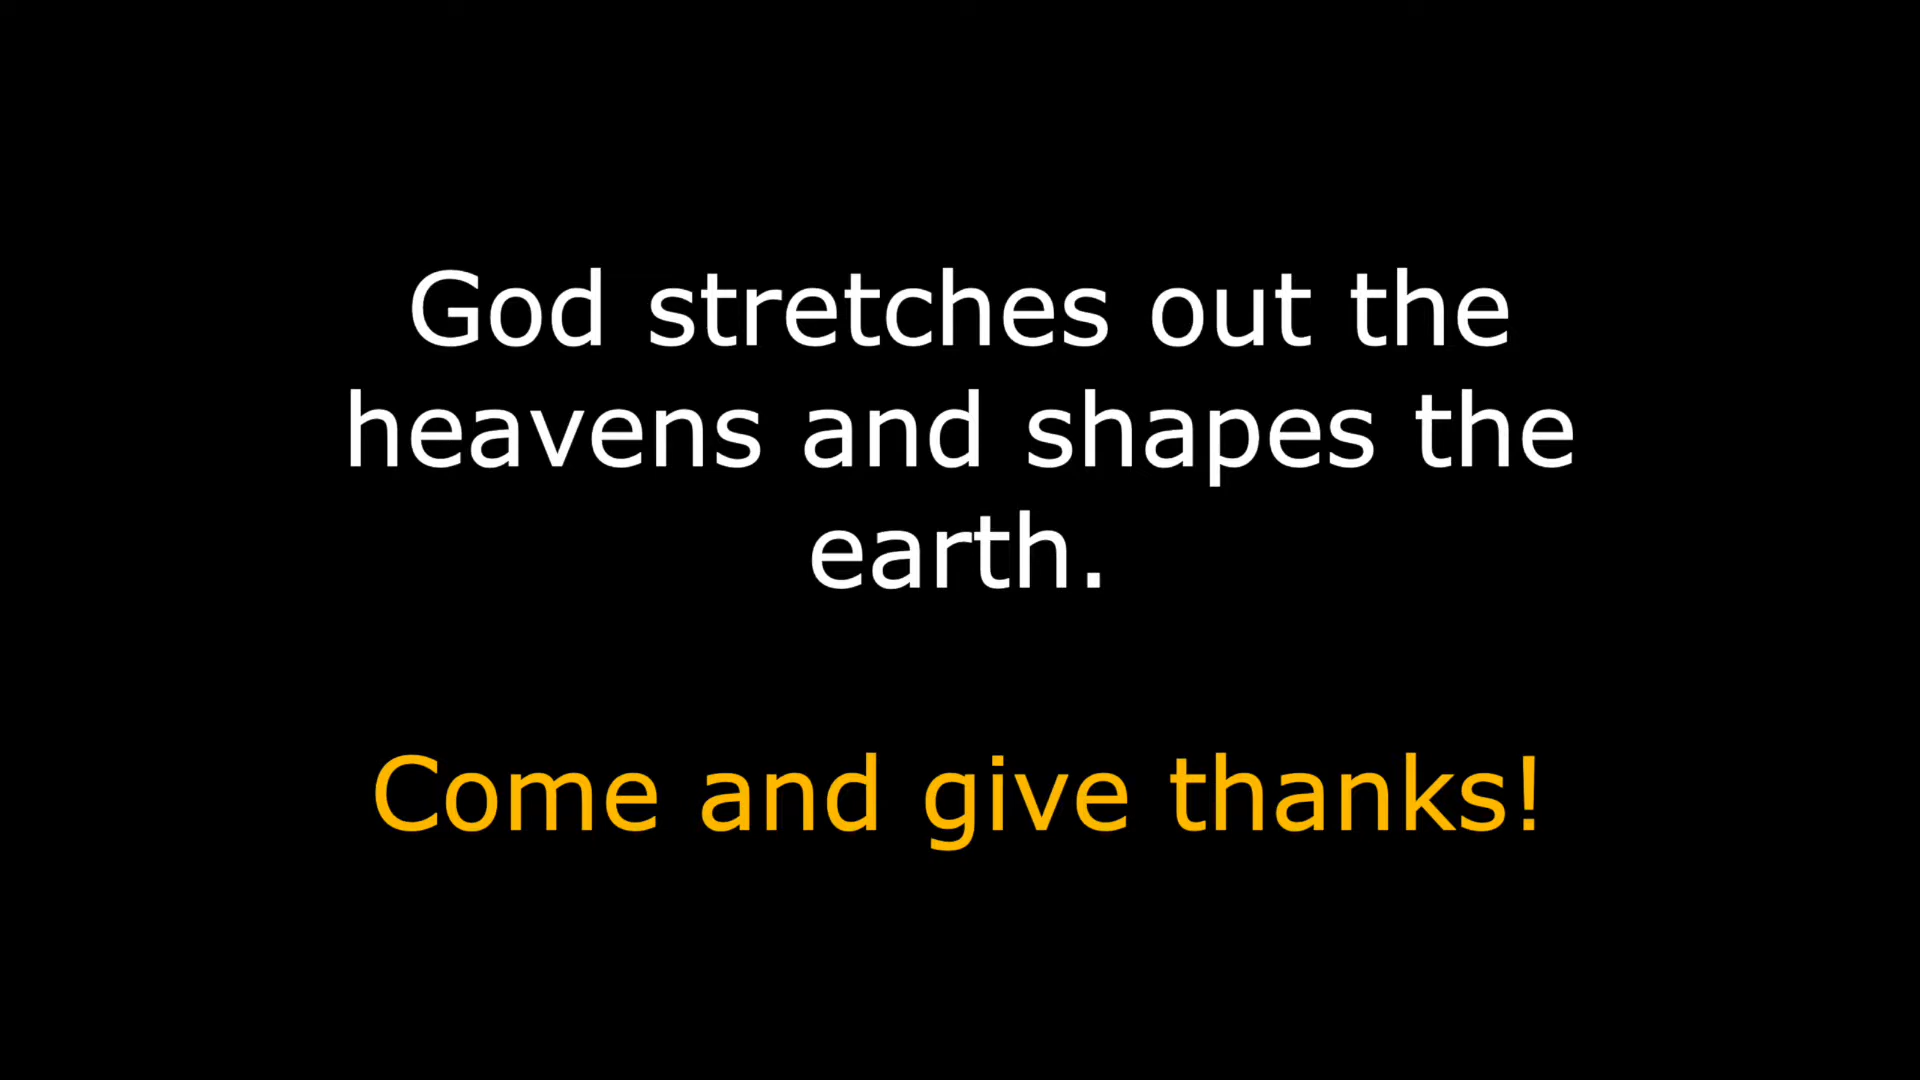 God stretches out the
heavens and shapes the
earth.
Come and give thanks!